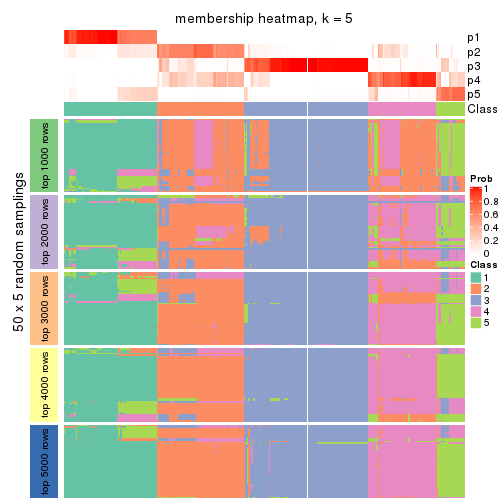 membership heatmap, k = 5
p1
p2
p3
p4
p5
Class
50 x 5 random samplings
top 1000 rows
top 2000 rows
top 3000 rows
top 4000 rows
top 5000 rows
Prob
1
0.8
0.6
0.4
0.2
0
Class
1
2
3
4
5